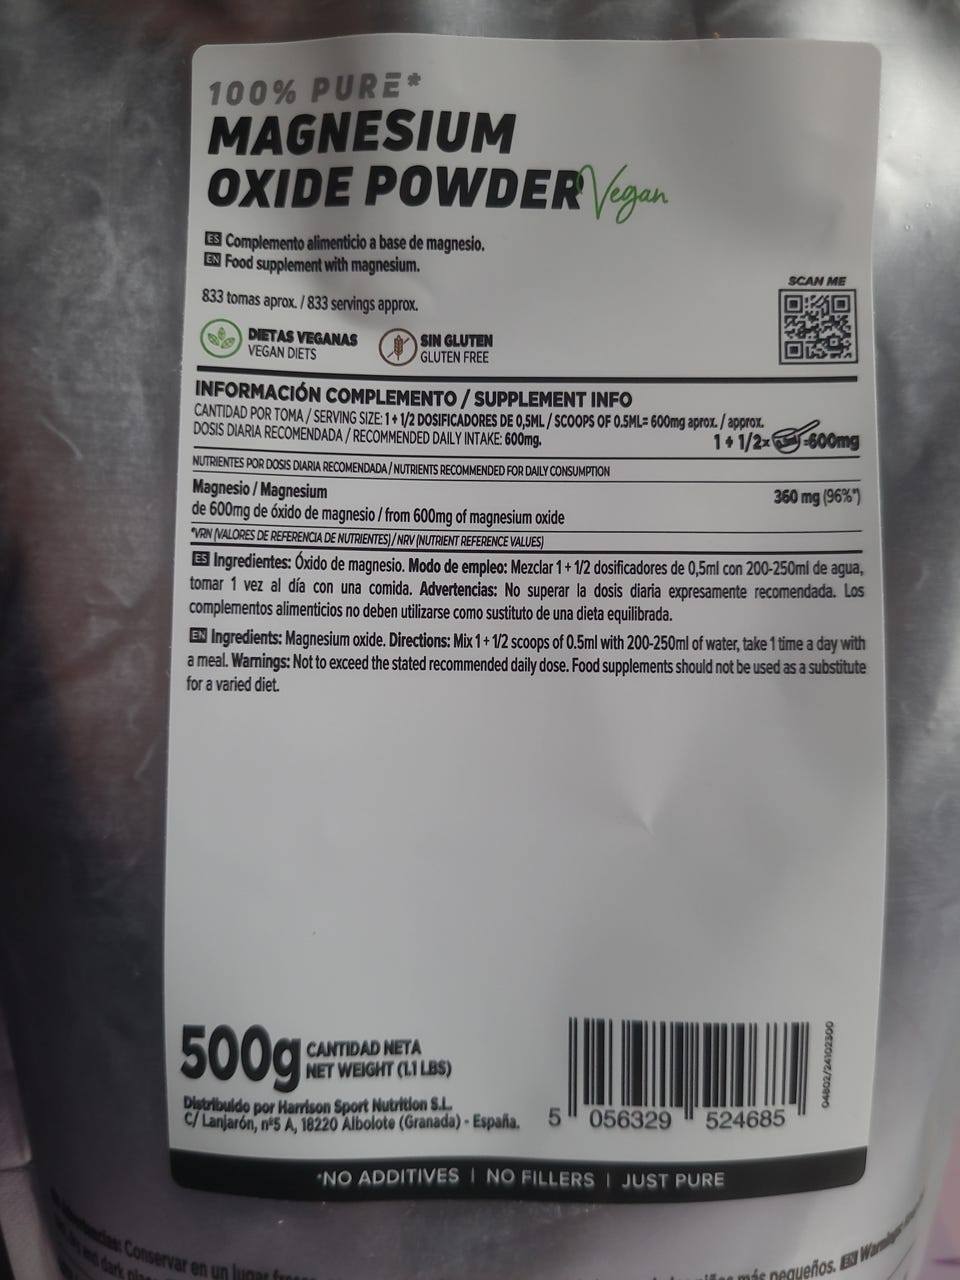 100% PURE*
MAGNESIUM
OXIDE POWDER Vegan
ES Complemento alimenticio a base de magnesio.
EN Food supplement with magnesium.
833 tomas aprox. / 833 servings approx.
SCAN ME
DIETAS VEGANAS
VEGAN DIETS
SIN GLUTEN
GLUTEN FREE
INFORMACIÓN COMPLEMENTO / SUPPLEMENT INFO
CANTIDAD POR TOMA / SERVING SIZE: 1 + 1/2 DOSIFICADORES DE 0,5ML / SCOOPS OF 0.5ML= 600mg aprox. / approx.
DOSIS DIARIA RECOMENDADA / RECOMMENDED DAILY INTAKE: 600mg.
1 + 1/2x 0.5ml =600mg
NUTRIENTES POR DOSIS DIARIA RECOMENDADA / NUTRIENTS RECOMMENDED FOR DAILY CONSUMPTION
Magnesio / Magnesium 360 mg (96%*)
de 600mg de óxido de magnesio / from 600mg of magnesium oxide
*VRN (VALORES DE REFERENCIA DE NUTRIENTES) / NRV (NUTRIENT REFERENCE VALUES)
ES Ingredientes: Óxido de magnesio. Modo de empleo: Mezclar 1 + 1/2 dosificadores de 0,5ml con 200-250ml de agua,
tomar 1 vez al día con una comida. Advertencias: No superar la dosis diaria expresamente recomendada. Los
complementos alimenticios no deben utilizarse como sustituto de una dieta equilibrada.
EN Ingredients: Magnesium oxide. Directions: Mix 1 + 1/2 scoops of 0.5ml with 200-250ml of water, take 1 time a day with
a meal. Warnings: Not to exceed the stated recommended daily dose. Food supplements should not be used as a substitute
for a varied diet.
500g CANTIDAD NETA
NET WEIGHT (1.1 LBS)
Distribuido por Harrison Sport Nutrition S.L.
C/ Lanjarón, nº5 A, 18220 Albolote (Granada) - España.
5 056329 524685
04802/24102300
*NO ADDITIVES | NO FILLERS | JUST PURE
Conservar en un lugar
and dark
más pequeños. EN